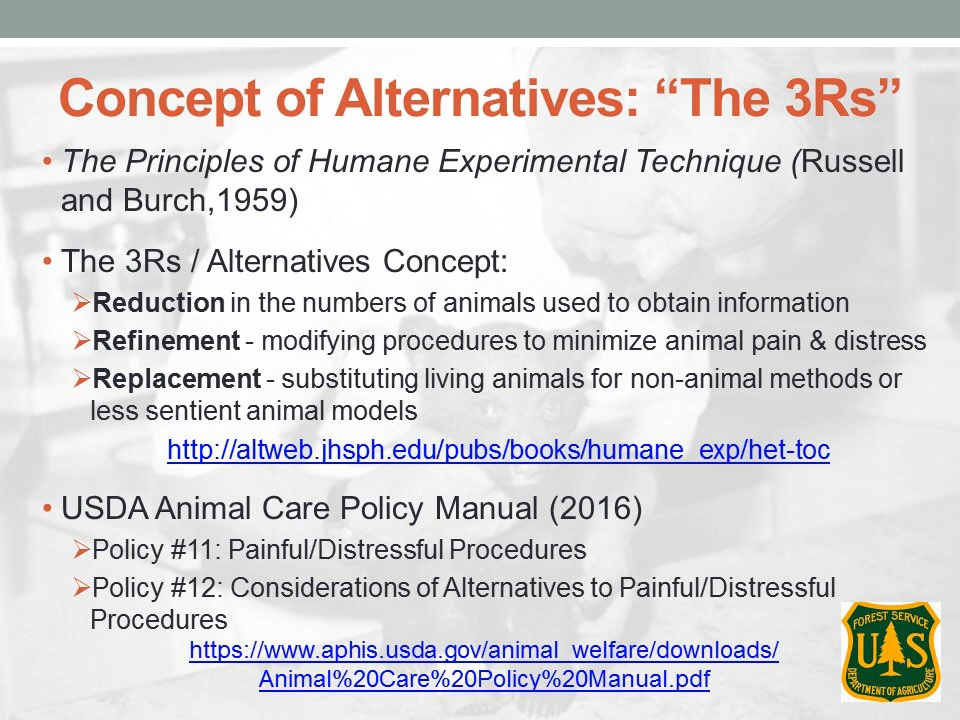 Concept of Alternatives: “The 3Rs”
• The Principles of Humane Experimental Technique (Russell
and Burch,1959)
• The 3Rs / Alternatives Concept:
➢Reduction in the numbers of animals used to obtain information
➢Refinement - modifying procedures to minimize animal pain & distress
➢Replacement - substituting living animals for non-animal methods or
less sentient animal models
http://altweb.jhsph.edu/pubs/books/humane_exp/het-toc
• USDA Animal Care Policy Manual (2016)
➢Policy #11: Painful/Distressful Procedures
➢Policy #12: Considerations of Alternatives to Painful/Distressful
Procedures
https://www.aphis.usda.gov/animal_welfare/downloads/
Animal%20Care%20Policy%20Manual.pdf
FOREST SERVICE
U S
DEPARTMENT OF AGRICULTURE